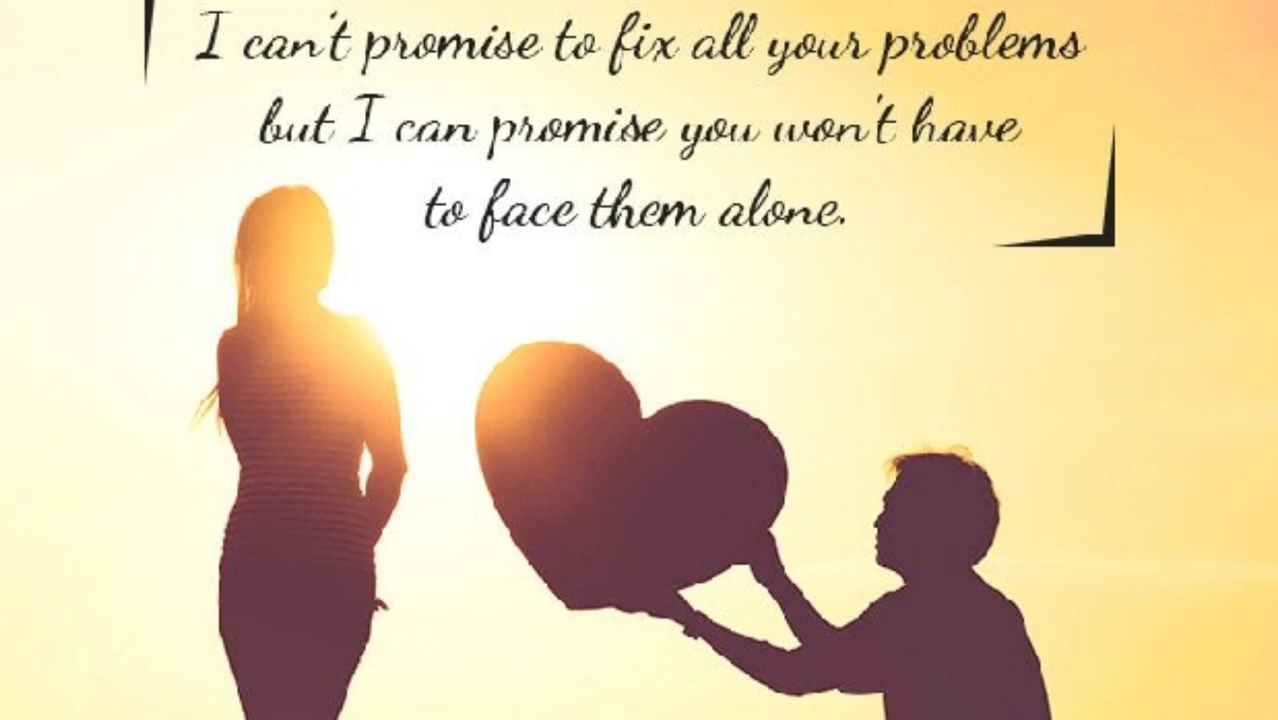 I can't promise to fix all your problems
but I can promise you won't have
to face them alone.